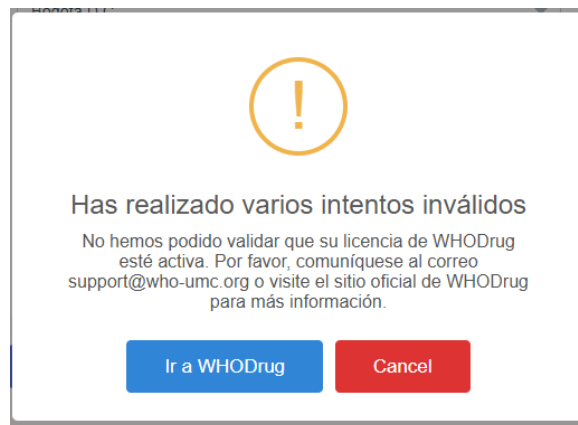 Bogotá D.C.
!
Has realizado varios intentos inválidos
No hemos podido validar que su licencia de WHODrug
esté activa. Por favor, comuníquese al correo
support@who-umc.org o visite el sitio oficial de WHODrug
para más información.
Ir a WHODrug
Cancel